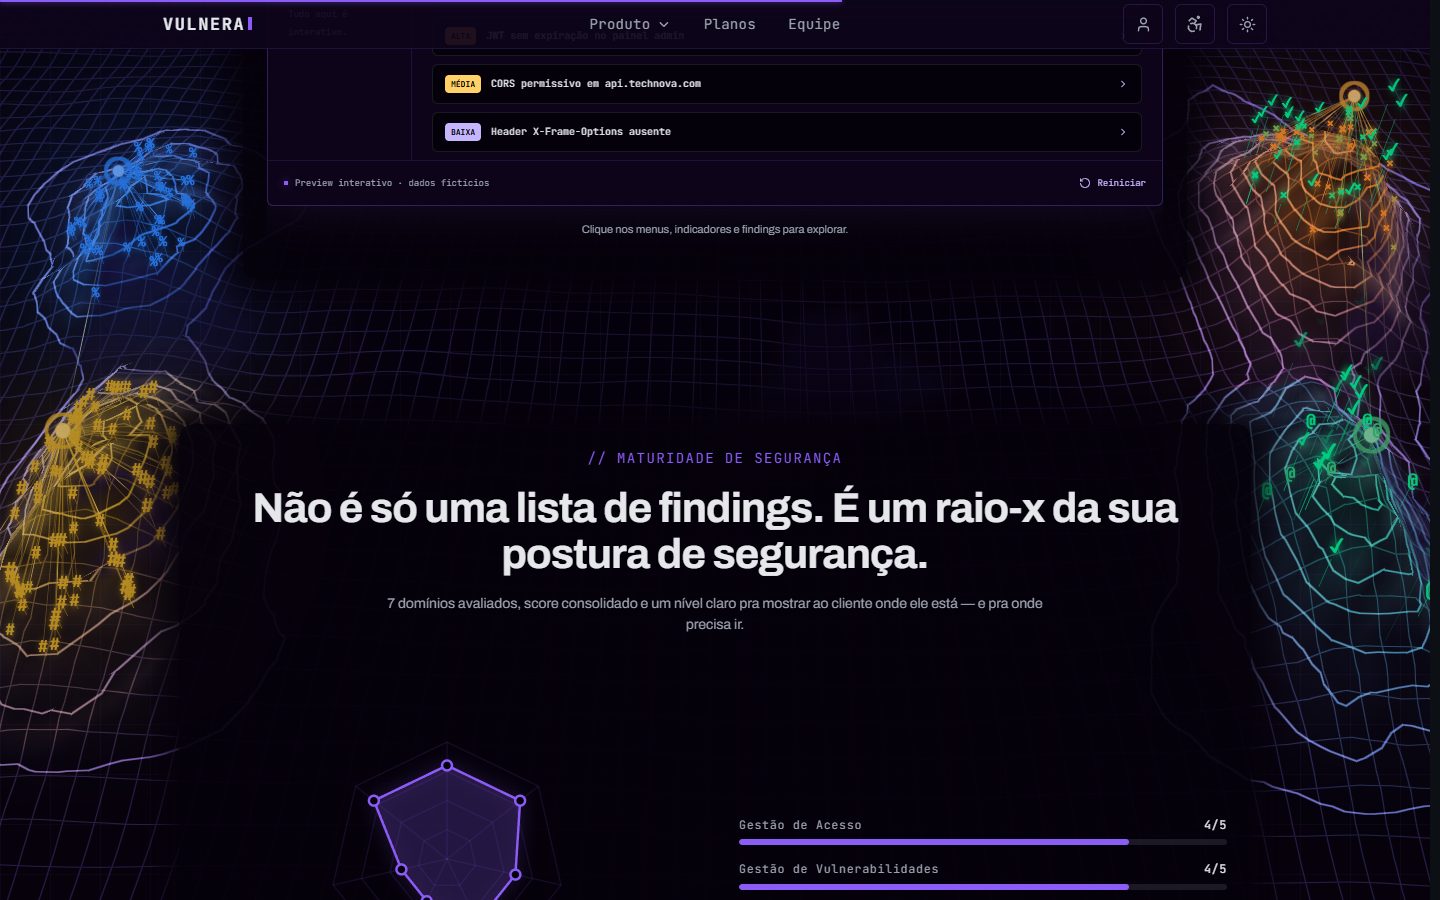 VULNERA
Produto
Planos
Equipe
Tudo aqui é
interativo.
ALTA JWT sem expiração no painel admin
MÉDIA CORS permissivo em api.technova.com
BAIXA Header X-Frame-Options ausente
Preview interativo · dados fictícios
Reiniciar
Clique nos menus, indicadores e findings para explorar.
// MATURIDADE DE SEGURANÇA
Não é só uma lista de findings. É um raio-x da sua
postura de segurança.
7 domínios avaliados, score consolidado e um nível claro pra mostrar ao cliente onde ele está — e pra onde
precisa ir.
Gestão de Acesso 4/5
Gestão de Vulnerabilidades 4/5